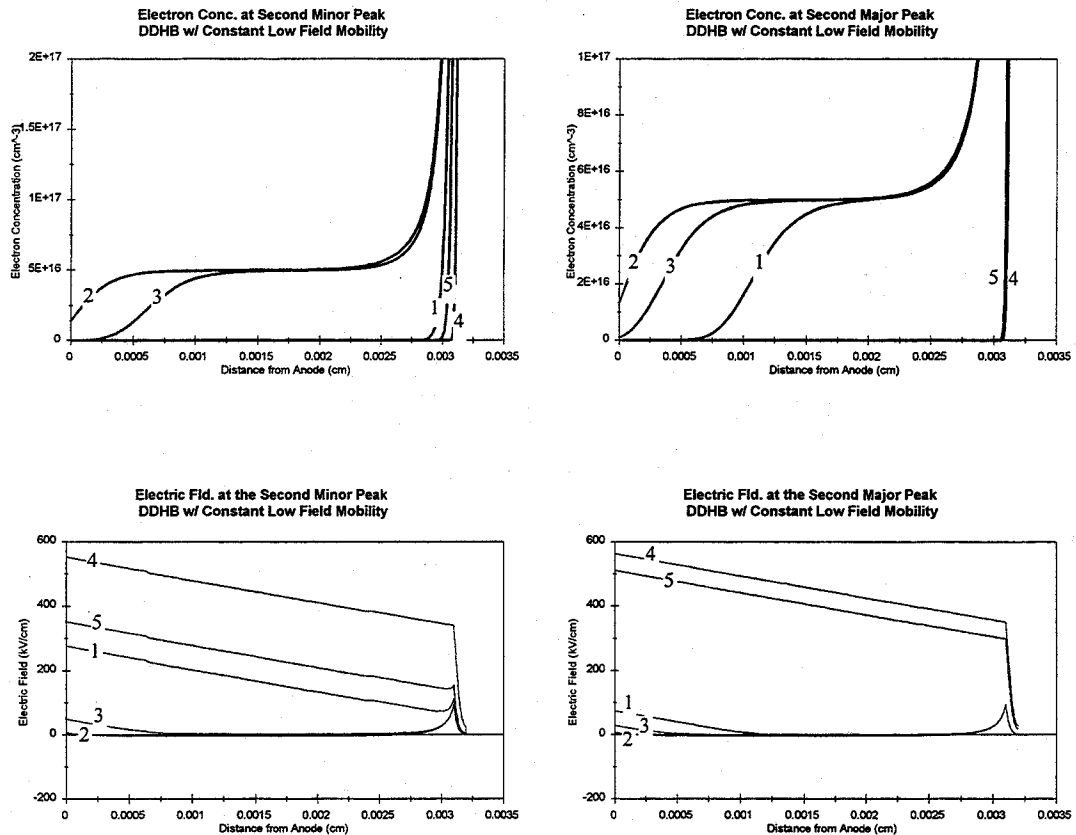 Electron Conc. at Second Minor Peak
DDHB w/ Constant Low Field Mobility
Electron Concentration (cm^-3)
2E+17
1.5E+17
1E+17
5E+16
0
2
3
1
5
4
0
0.0005
0.001
0.0015
0.002
0.0025
0.003
0.0035
Distance from Anode (cm)
Electron Conc. at Second Major Peak
DDHB w/ Constant Low Field Mobility
Electron Concentration (cm^-3)
1E+17
8E+16
6E+16
4E+16
2E+16
0
2
3
1
5
4
0
0.0005
0.001
0.0015
0.002
0.0025
0.003
0.0035
Distance from Anode (cm)
Electric Fld. at the Second Minor Peak
DDHB w/ Constant Low Field Mobility
Electric Field (kV/cm)
600
400
200
0
-200
4
5
1
3
2
0
0.0005
0.001
0.0015
0.002
0.0025
0.003
0.0035
Distance from Anode (cm)
Electric Fld. at the Second Major Peak
DDHB w/ Constant Low Field Mobility
Electric Field (kV/cm)
600
400
200
0
-200
4
5
1
3
2
0
0.0005
0.001
0.0015
0.002
0.0025
0.003
0.0035
Distance from Anode (cm)